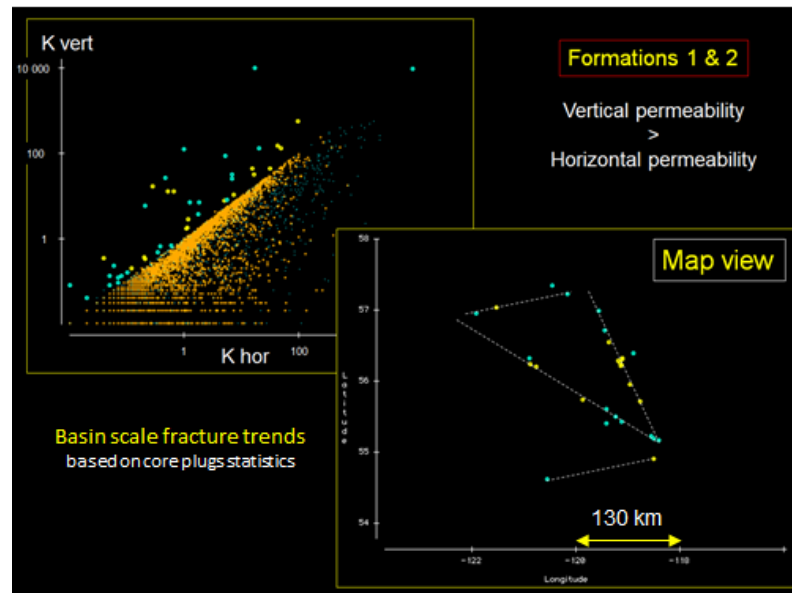 K vert
10 000
100
1
1
100
K hor
Formations 1 & 2
Vertical permeability
>
Horizontal permeability
Basin scale fracture trends
based on core plugs statistics
Map view
58
57
56
55
54
Latitude
130 km
-122
-120
-118
Longitude